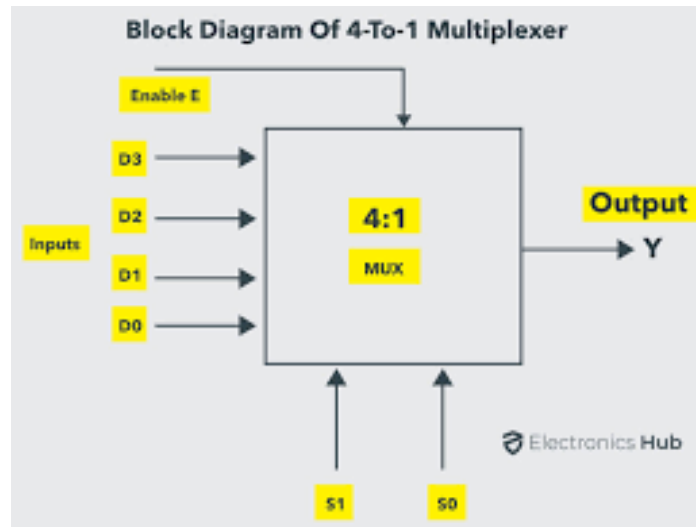 Block Diagram Of 4-To-1 Multiplexer
Enable E
D3
D2
Inputs
D1
D0
4:1
MUX
Output
Y
S1
S0
Electronics Hub